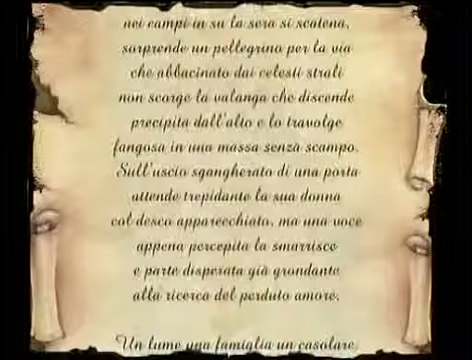 nei campi in su la sera si scatena,
sorprende un pellegrino per la via
che abbacinato dai celesti strali
non scorge la valanga che discende
precipita dall'alto e lo travolge
fangosa in una massa senza scampo.
Sull'uscio sgangherato di una porta
attende trepidante la sua donna
col desco apparecchiato, ma una voce
appena percepita la smarrisce
e parte disperata già grondante
alla ricerca del perduto amore.
Un lume una famiglia un casolare